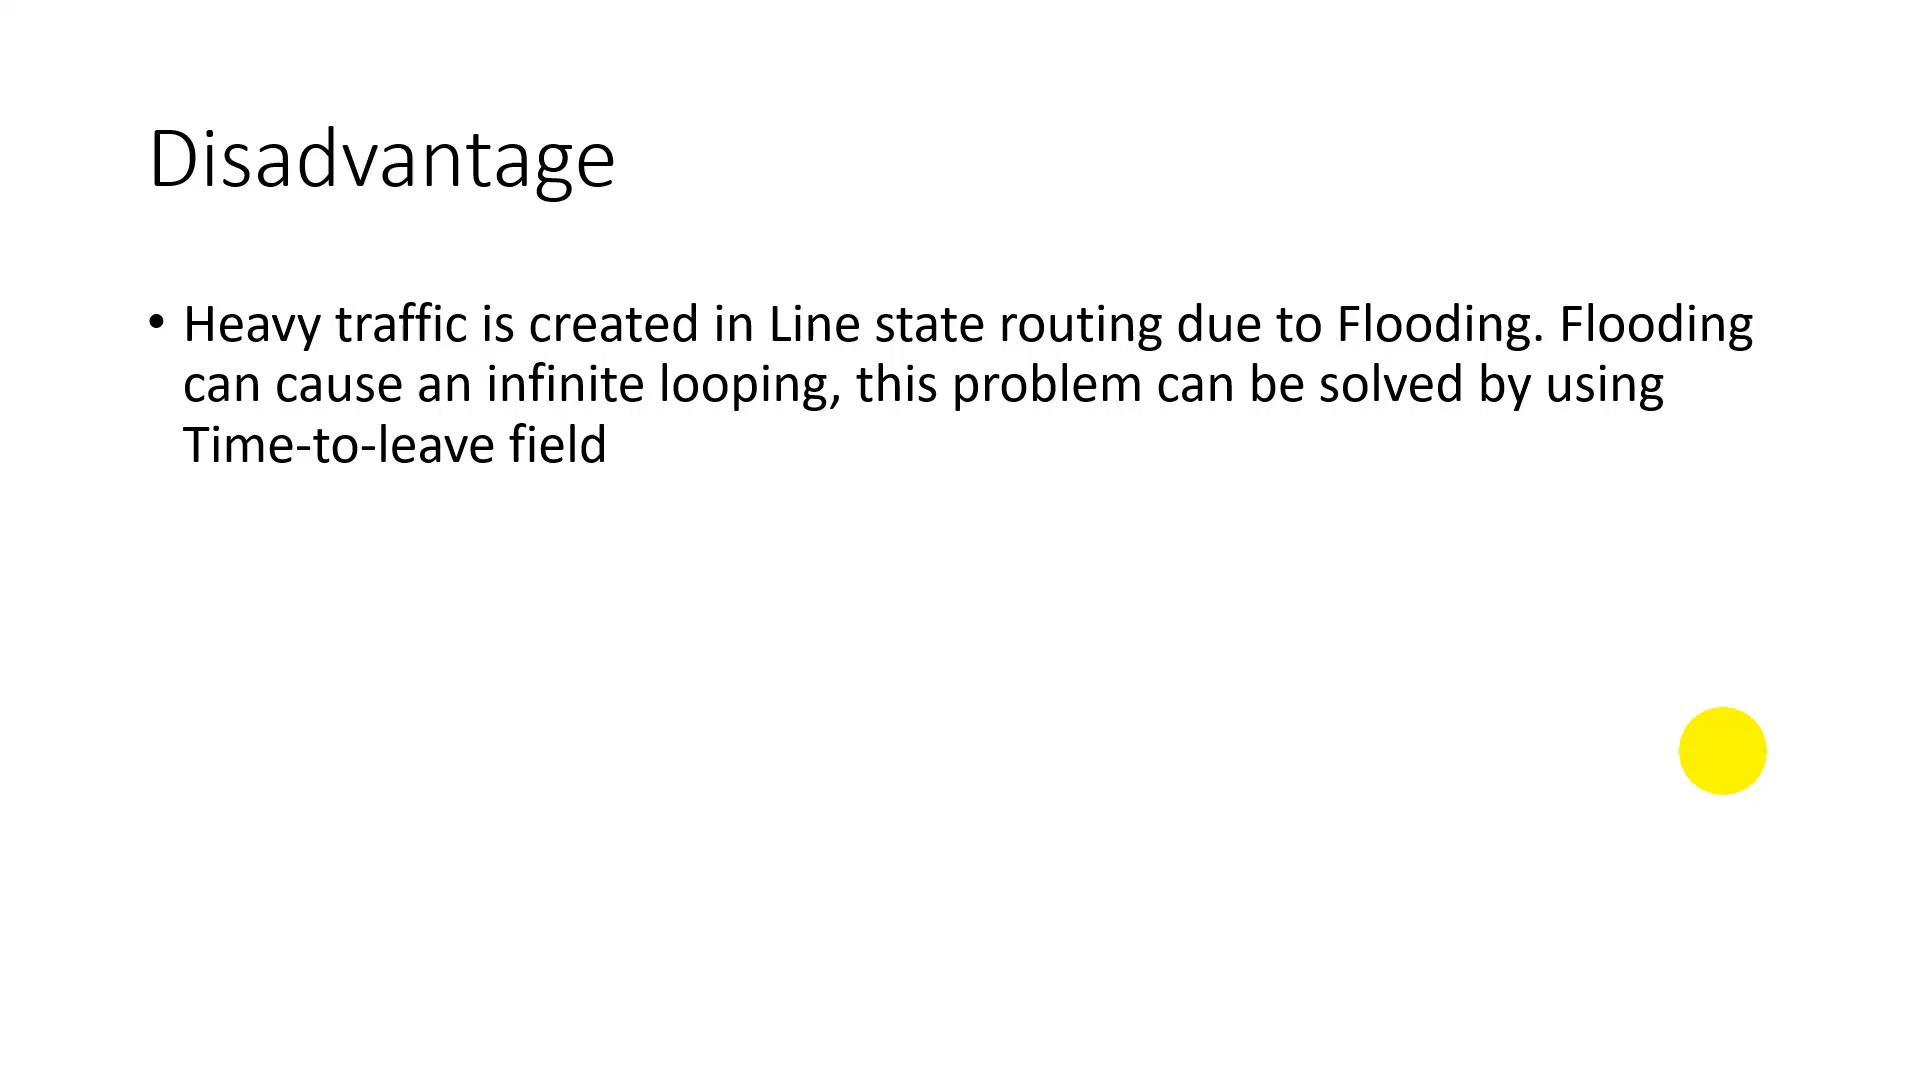 Disadvantage
• Heavy traffic is created in Line state routing due to Flooding. Flooding
can cause an infinite looping, this problem can be solved by using
Time-to-leave field